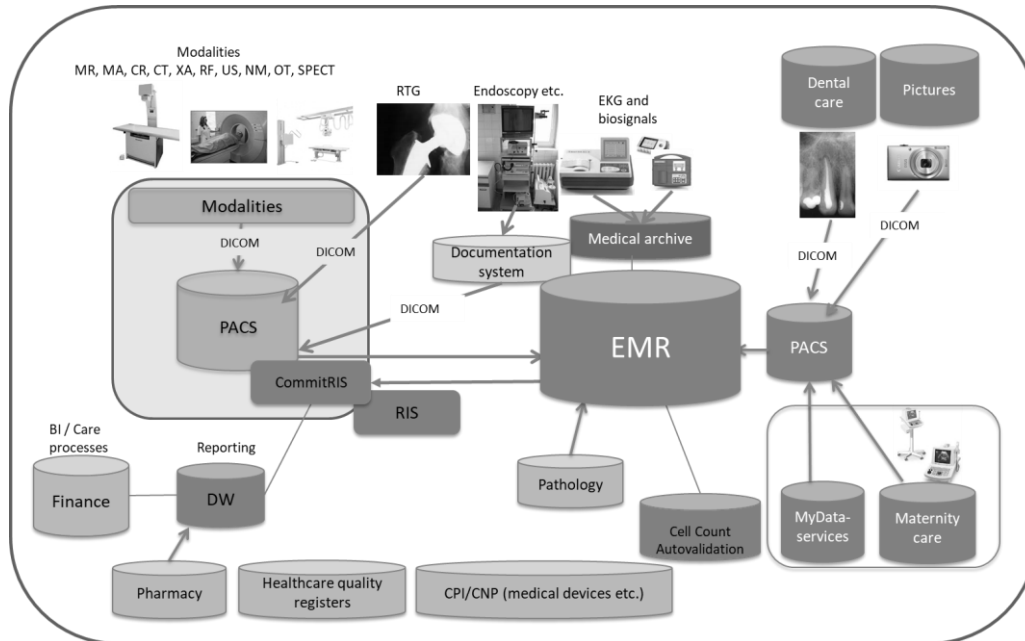 Modalities
MR, MA, CR, CT, XA, RF, US, NM, OT, SPECT
RTG
Endoscopy etc.
EKG and
biosignals
Dental
care
Pictures
Modalities
DICOM
DICOM
PACS
Documentation
system
DICOM
Medical archive
EMR
DICOM
PACS
CommitRIS
RIS
BI / Care
processes
Reporting
Finance
DW
Pathology
Cell Count
Autovalidation
MyData-
services
Maternity
care
Pharmacy
Healthcare quality
registers
CPI/CNP (medical devices etc.)